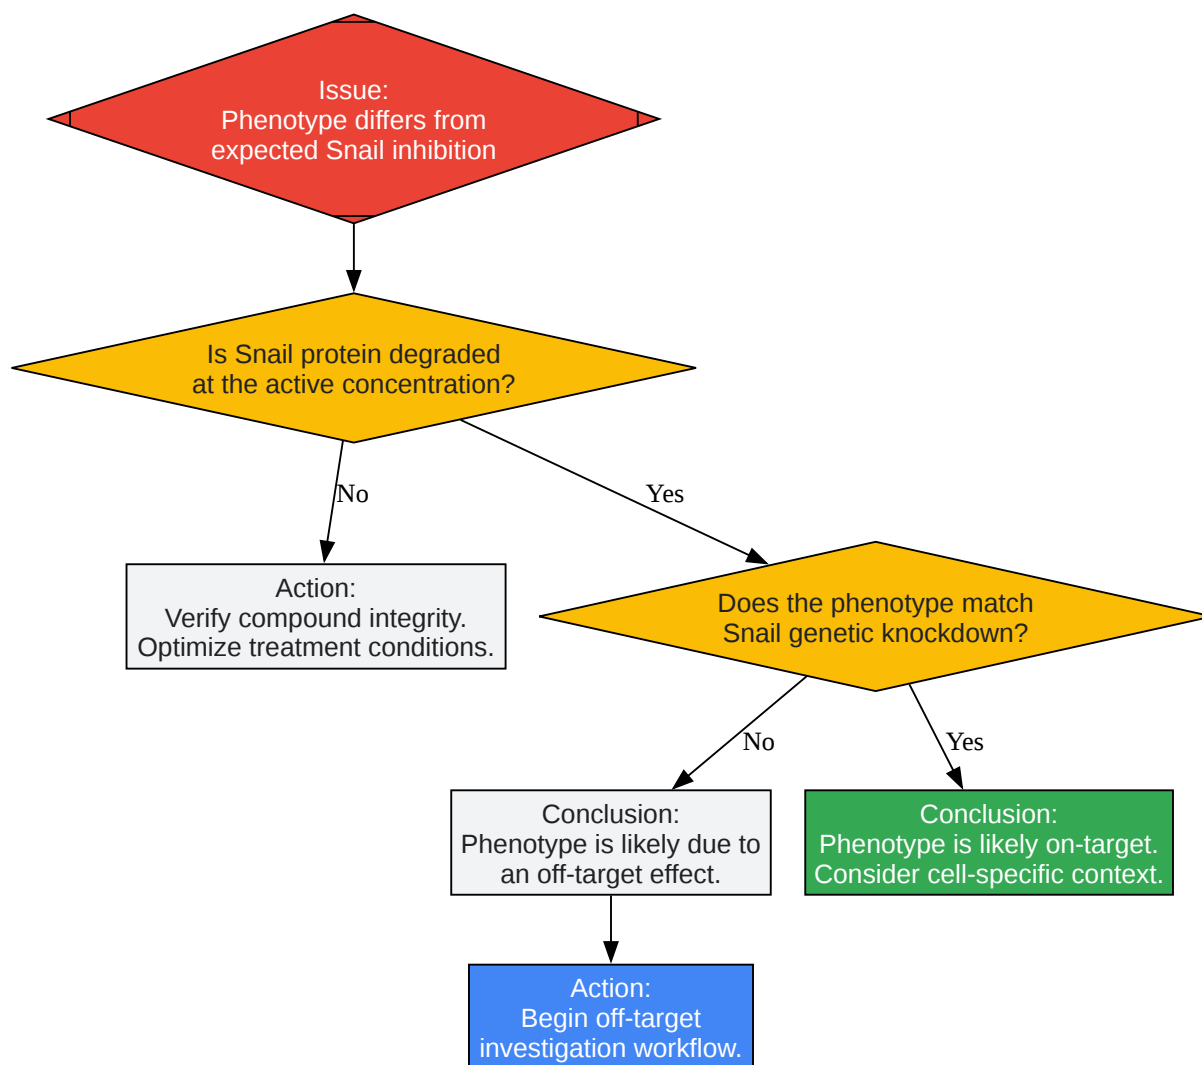 Issue:
Phenotype differs from
expected Snail inhibition
Is Snail protein degraded
at the active concentration?
No
Yes
Action:
Verify compound integrity.
Optimize treatment conditions.
Does the phenotype match
Snail genetic knockdown?
No
Yes
Conclusion:
Phenotype is likely due to
an off-target effect.
Conclusion:
Phenotype is likely on-target.
Consider cell-specific context.
Action:
Begin off-target
investigation workflow.